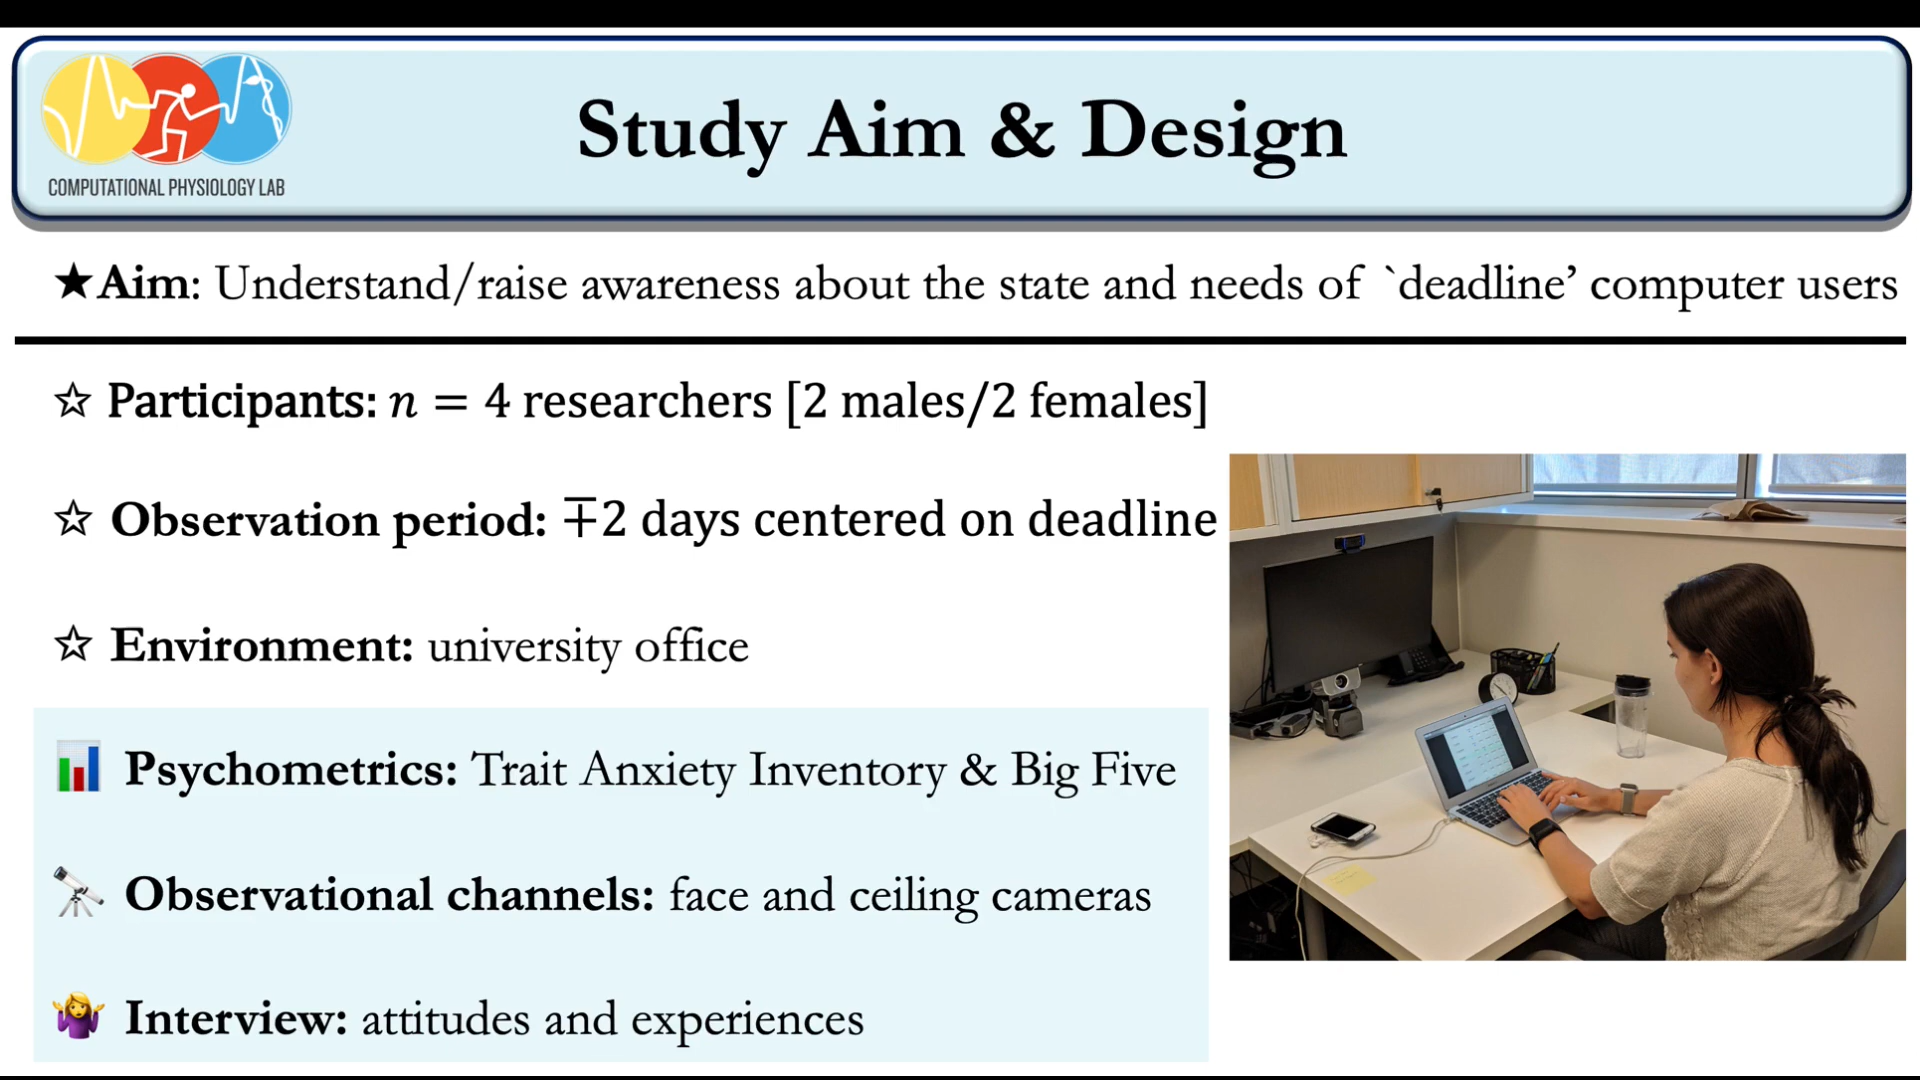 COMPUTATIONAL PHYSIOLOGY LAB
Study Aim & Design
★Aim: Understand/raise awareness about the state and needs of `deadline’ computer users
☆ Participants: n = 4 researchers [2 males/2 females]
☆ Observation period: ∓2 days centered on deadline
☆ Environment: university office
Psychometrics: Trait Anxiety Inventory & Big Five
Observational channels: face and ceiling cameras
Interview: attitudes and experiences